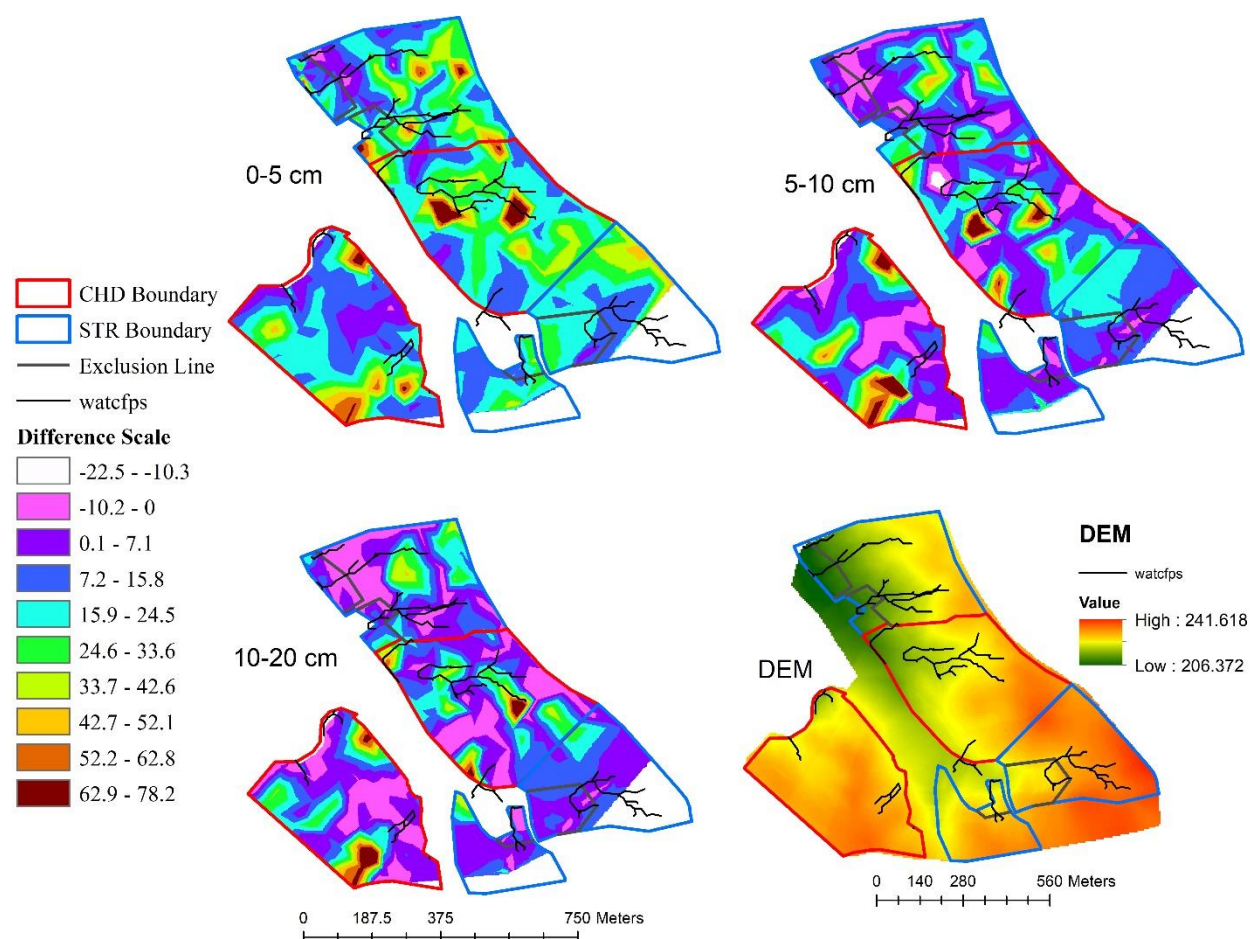 0-5 cm
5-10 cm
CHD Boundary
STR Boundary
Exclusion Line
watcfps
Difference Scale
-22.5 - -10.3
-10.2 - 0
0.1 - 7.1
7.2 - 15.8
15.9 - 24.5
24.6 - 33.6
33.7 - 42.6
42.7 - 52.1
52.2 - 62.8
62.9 - 78.2
10-20 cm
0 187.5 375 750 Meters
DEM
DEM
watcfps
Value
High : 241.618
Low : 206.372
0 140 280 560 Meters